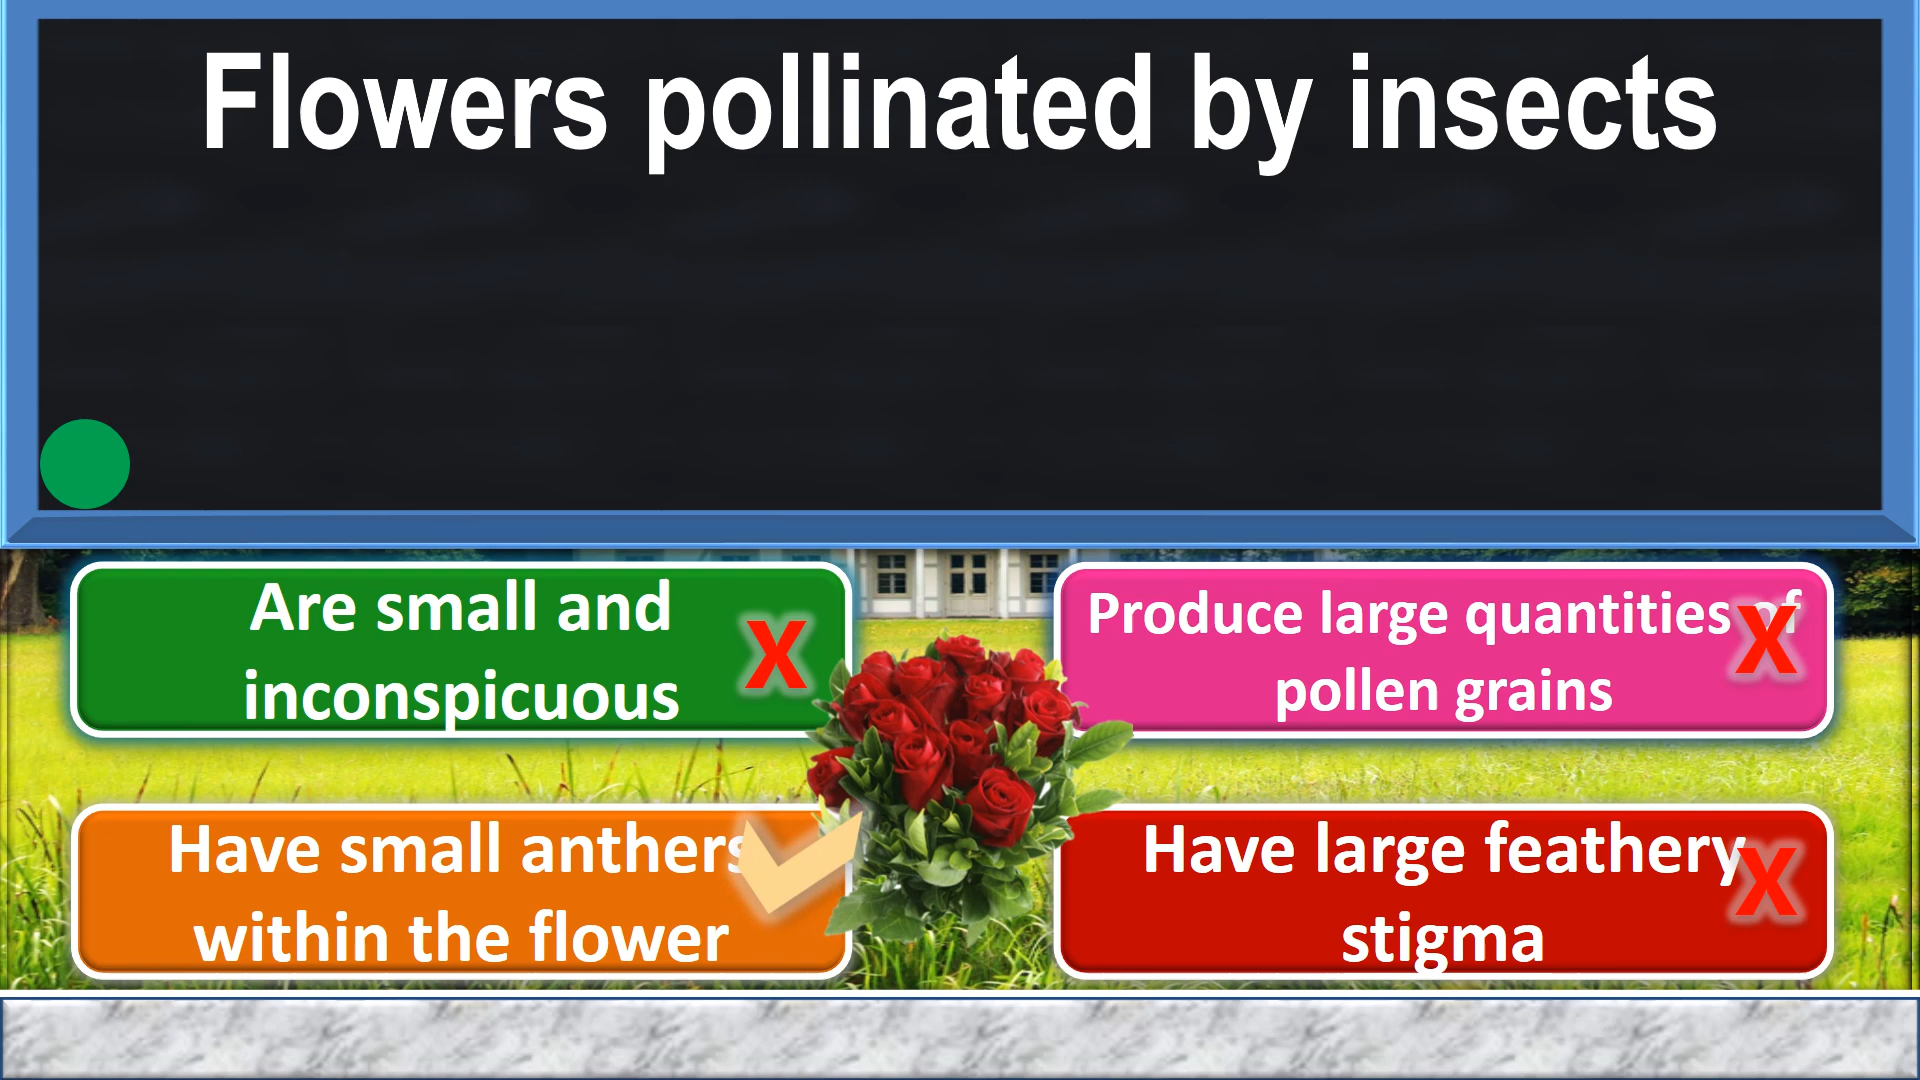 Flowers pollinated by insects
Are small and
inconspicuous
X
Produce large quantities of
pollen grains
X
Have small anthers
within the flower
Have large feathery
stigma
X